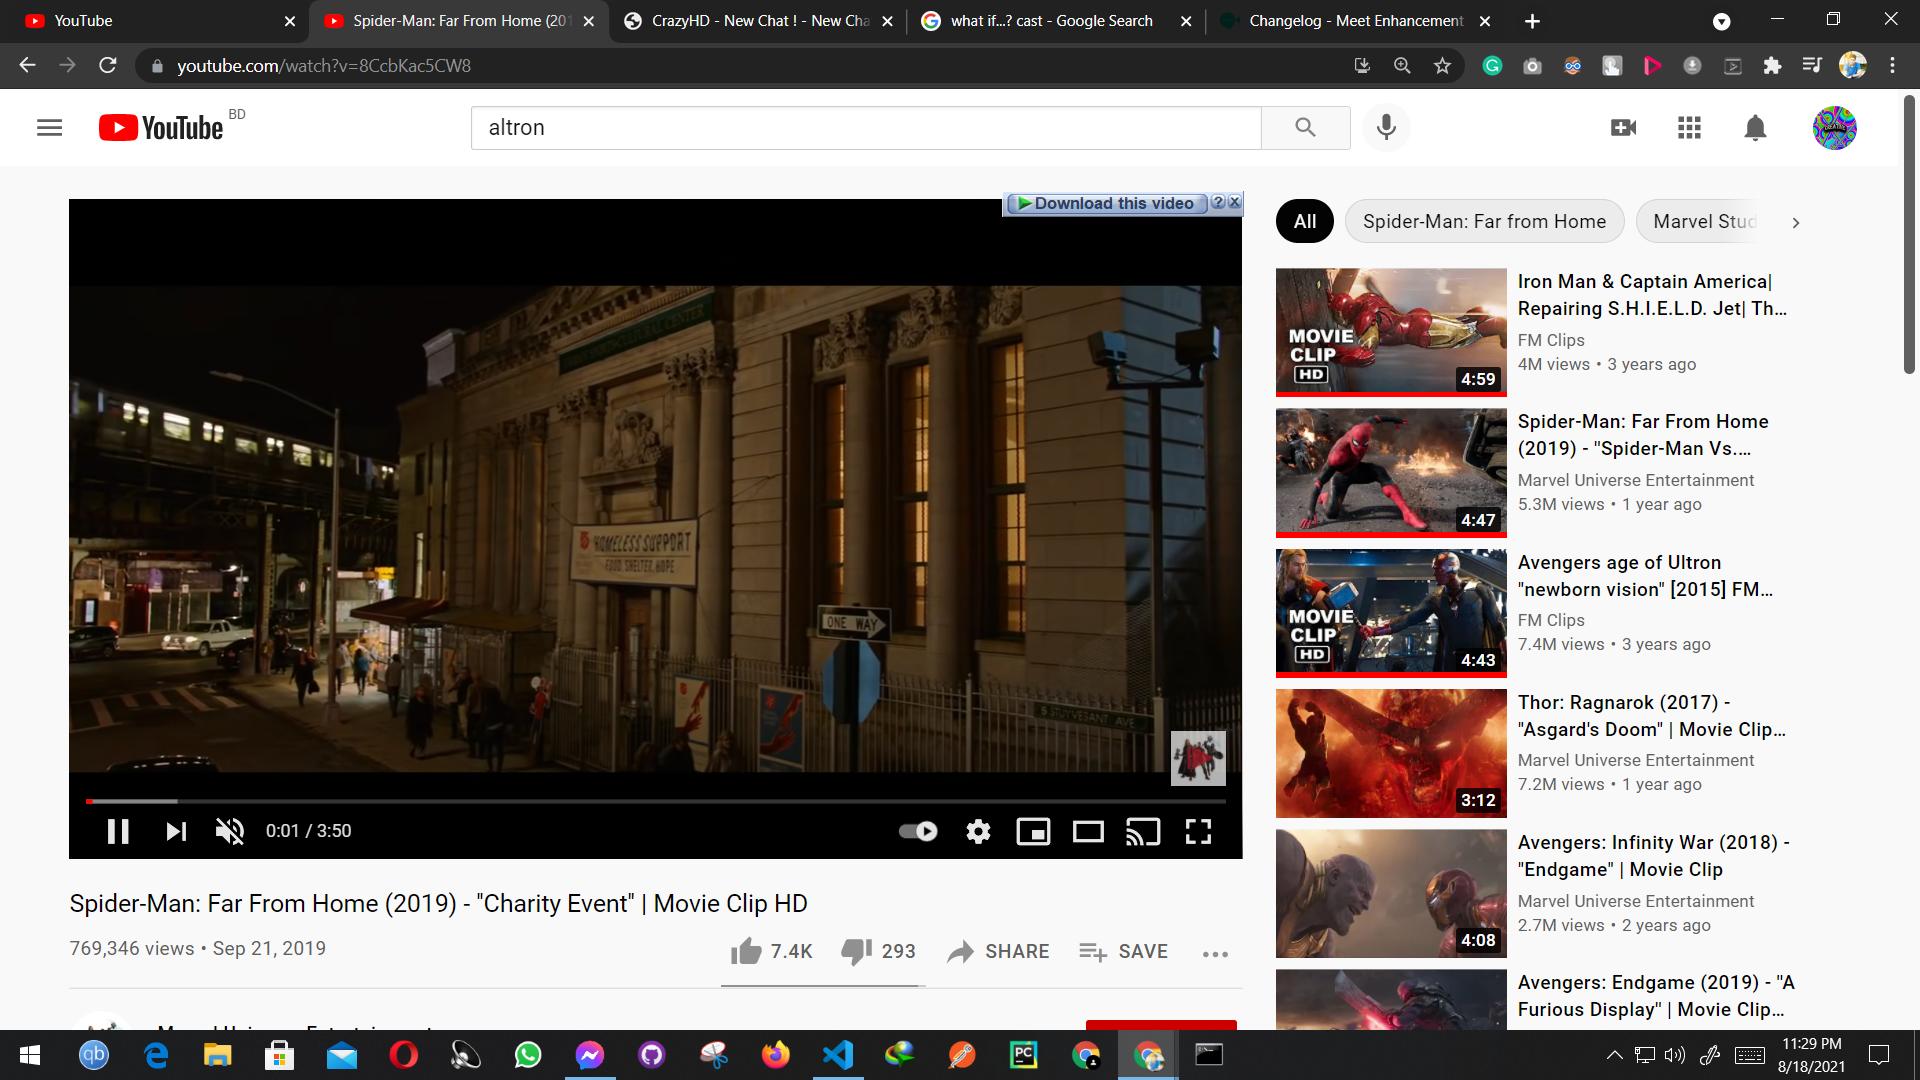 YouTube
Spider-Man: Far From Home (201
CrazyHD - New Chat ! - New Cha
what if...? cast - Google Search
Changelog - Meet Enhancement
youtube.com/watch?v=8CcbKac5CW8
YouTube
BD
altron
Download this video
HOMELESS SUPPORT
FOOD, SHELTER, HOPE
ONE WAY
STUYVESANT AVE
0:01 / 3:50
Spider-Man: Far From Home (2019) - "Charity Event" | Movie Clip HD
769,346 views • Sep 21, 2019
7.4K
293
SHARE
SAVE
All
Spider-Man: Far from Home
Marvel Stud
MOVIE
CLIP
HD
4:59
Iron Man & Captain America|
Repairing S.H.I.E.L.D. Jet| Th...
FM Clips
4M views • 3 years ago
4:47
Spider-Man: Far From Home
(2019) - "Spider-Man Vs....
Marvel Universe Entertainment
5.3M views • 1 year ago
MOVIE
CLIP
HD
4:43
Avengers age of Ultron
"newborn vision" [2015] FM...
FM Clips
7.4M views • 3 years ago
3:12
Thor: Ragnarok (2017) -
"Asgard's Doom" | Movie Clip...
Marvel Universe Entertainment
7.2M views • 1 year ago
4:08
Avengers: Infinity War (2018) -
"Endgame" | Movie Clip
Marvel Universe Entertainment
2.7M views • 2 years ago
Avengers: Endgame (2019) - "A
Furious Display" | Movie Clip...
qb
PC
11:29 PM
8/18/2021